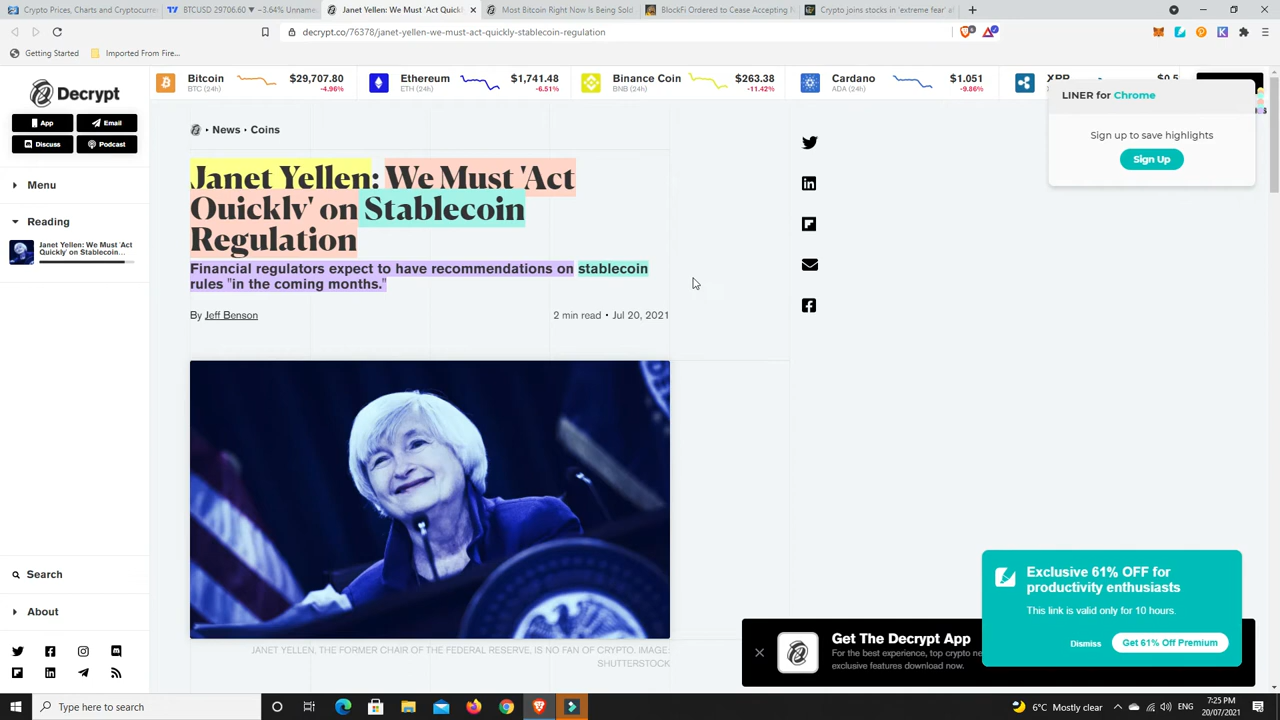 Crypto Prices, Charts and Cryptocurr
BTCUSD 29706.60 ▾ −3.64% Unname
Janet Yellen: We Must 'Act Quickl
Most Bitcoin Right Now Is Being Sold
BlockFi Ordered to Cease Accepting N
Crypto joins stocks in 'extreme fear' a
decrypt.co/76378/janet-yellen-we-must-act-quickly-stablecoin-regulation
Getting Started
Imported From Fire...
Bitcoin $29,707.80
BTC (24h) -4.96%
Ethereum $1,741.48
ETH (24h) -6.51%
Binance Coin $263.38
BNB (24h) -11.42%
Cardano $1.051
ADA (24h) -9.86%
XRP $0.5
Decrypt
App
Email
Discuss
Podcast
Menu
Reading
Janet Yellen: We Must 'Act
Quickly' on Stablecoin...
Search
About
News • Coins
Janet Yellen: We Must 'Act
Quickly' on Stablecoin
Regulation
Financial regulators expect to have recommendations on stablecoin
rules "in the coming months."
By Jeff Benson
2 min read • Jul 20, 2021
JANET YELLEN, THE FORMER CHAIR OF THE FEDERAL RESERVE, IS NO FAN OF CRYPTO. IMAGE:
SHUTTERSTOCK
LINER for Chrome
Sign up to save highlights
Sign Up
Exclusive 61% OFF for
productivity enthusiasts
This link is valid only for 10 hours.
Dismiss
Get 61% Off Premium
Get The Decrypt App
For the best experience, top crypto ne
exclusive features download now.
Type here to search
6°C Mostly clear
ENG
7:25 PM
20/07/2021